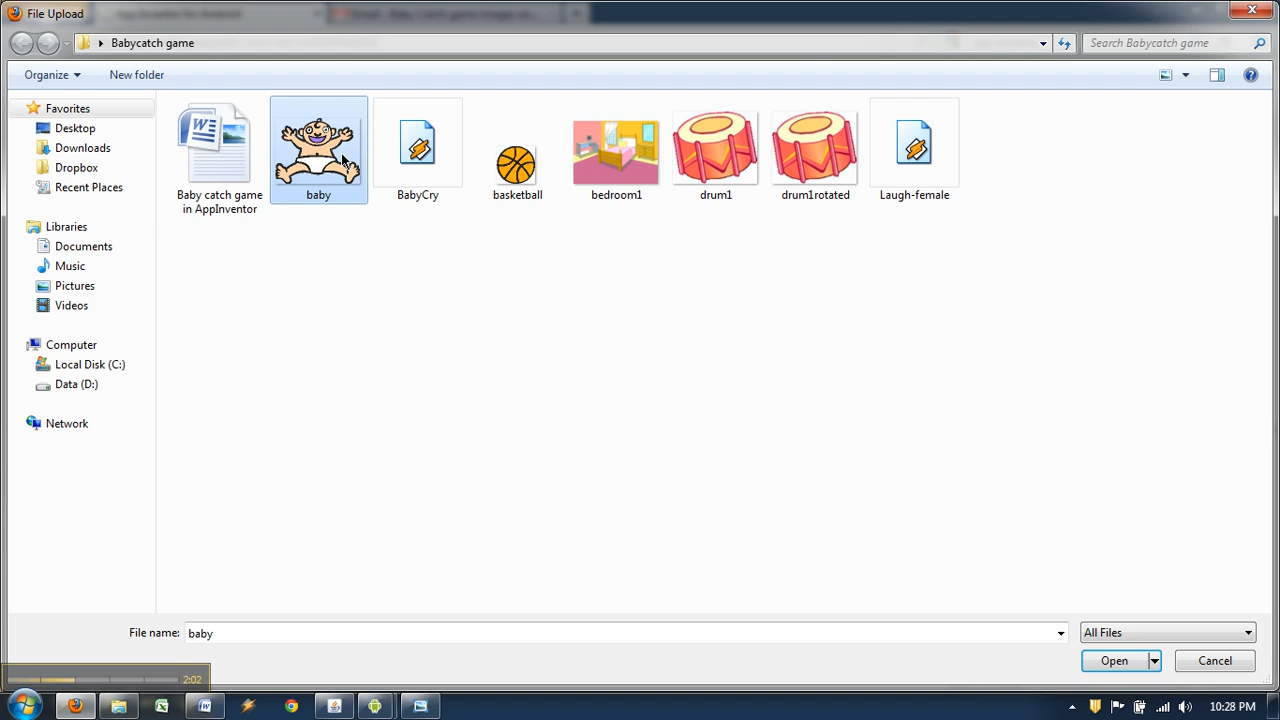 File Upload
Babycatch game
Search Babycatch game
Organize
New folder
Favorites
Desktop
Downloads
Dropbox
Recent Places
Libraries
Documents
Music
Pictures
Videos
Computer
Local Disk (C:)
Data (D:)
Network
Baby catch game
in AppInventor
baby
BabyCry
basketball
bedroom1
drum1
drum1rotated
Laugh-female
File name:
baby
All Files
Open
Cancel
2:02
10:28 PM